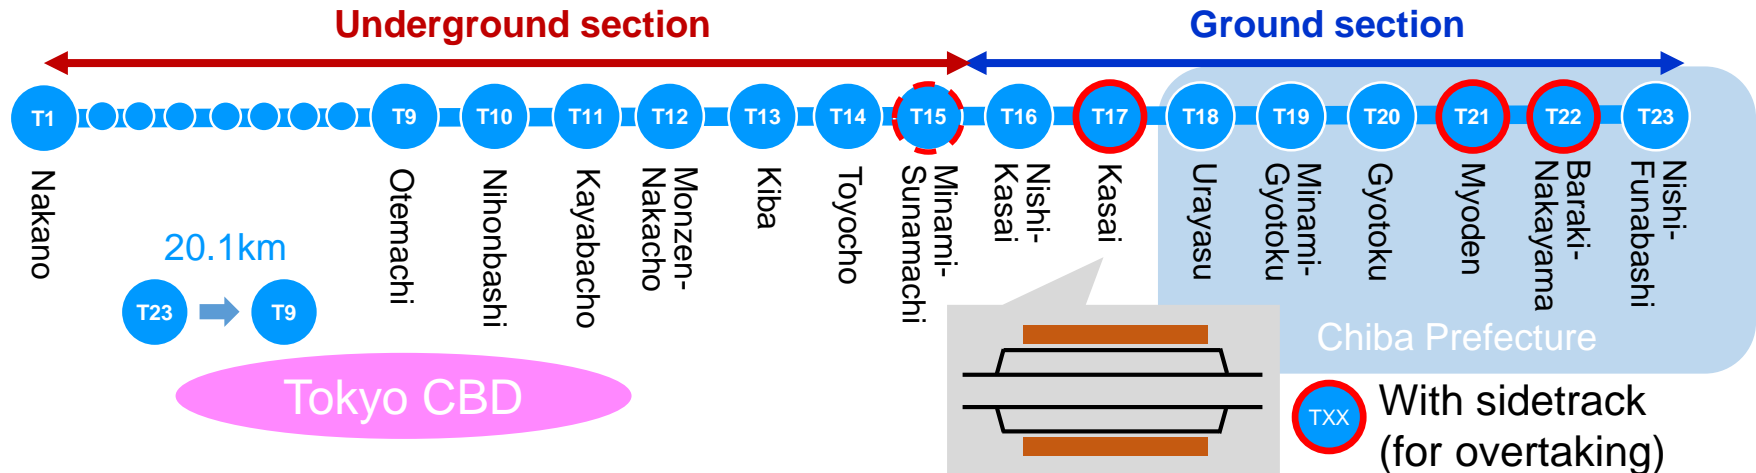 Underground section
Ground section
T1
T9
T10
T11
T12
T13
T14
T15
T16
T17
T18
T19
T20
T21
T22
T23
Nakano
Otemachi
Nihonbashi
Kayabacho
Monzen-
Nakacho
Kiba
Toyocho
Minami-
Sunamachi
Nishi-
Kasai
Kasai
Urayasu
Minami-
Gyotoku
Gyotoku
Myoden
Baraki-
Nakayama
Nishi-
Funabashi
20.1km
T23
T9
Tokyo CBD
Chiba Prefecture
TXX
With sidetrack
(for overtaking)